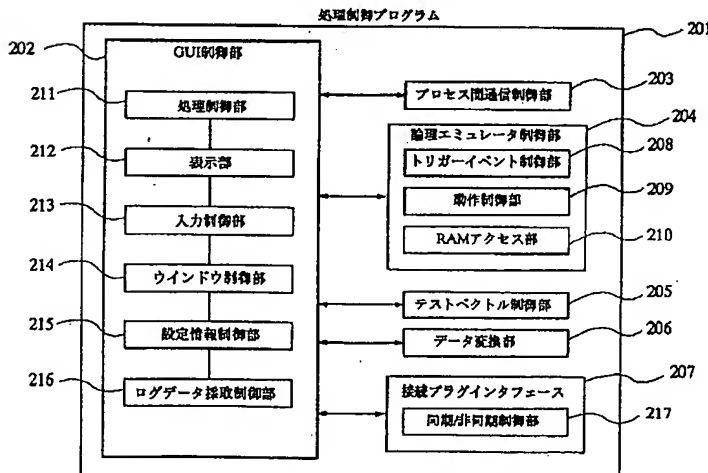 処理制御プログラム
201
202
GUI制御部
211
処理制御部
212
表示部
213
入力制御部
214
ウインドウ制御部
215
設定情報制御部
216
ログデータ採取制御部
203
プロセス間通信制御部
204
論理エミュレータ制御部
208
トリガーイベント制御部
209
動作制御部
210
RAMアクセス部
205
テストベクトル制御部
206
データ変換部
207
接続プラグインタフェース
217
同期/非同期制御部